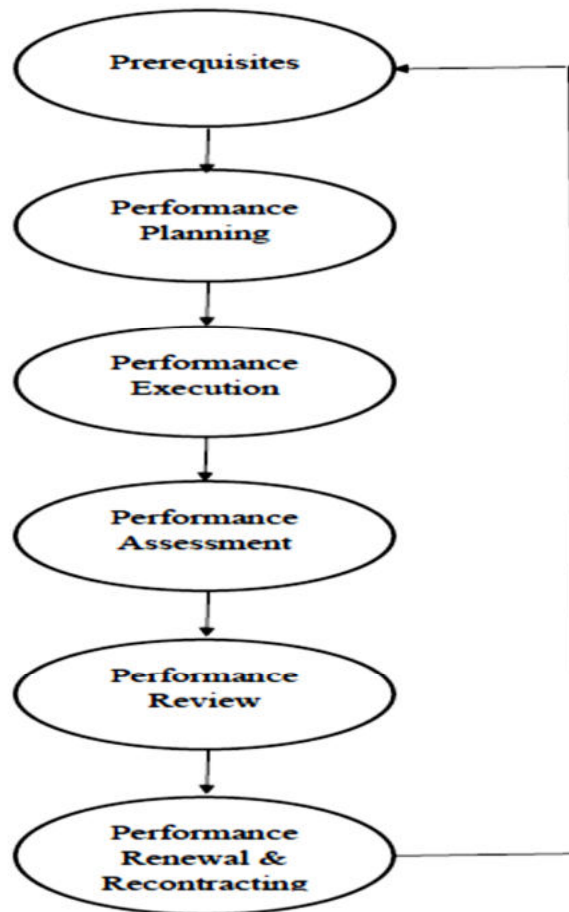 Prerequisites
Performance
Planning
Performance
Execution
Performance
Assessment
Performance
Review
Performance
Renewal &
Recontracting